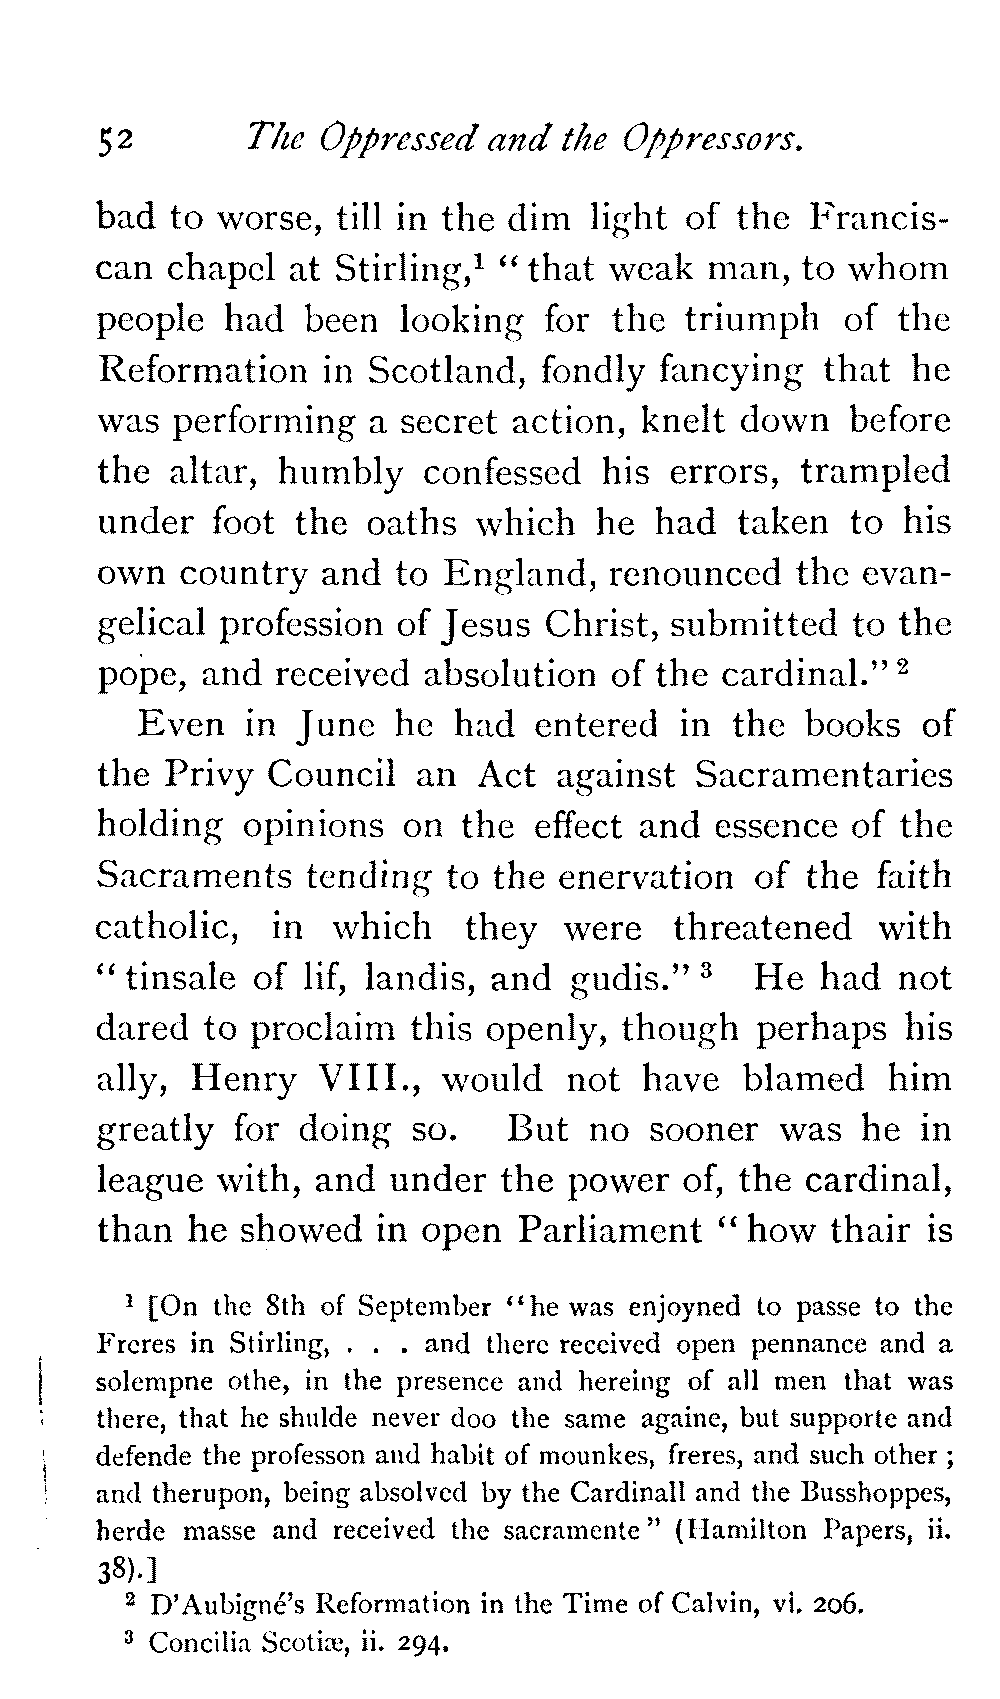 52 The Oppressed and the Oppressors.
bad to worse, till in the dim light of the Francis-
can chapel at Stirling,¹ “that weak man, to whom
people had been looking for the triumph of the
Reformation in Scotland, fondly fancying that he
was performing a secret action, knelt down before
the altar, humbly confessed his errors, trampled
under foot the oaths which he had taken to his
own country and to England, renounced the evan-
gelical profession of Jesus Christ, submitted to the
pope, and received absolution of the cardinal.” ²
Even in June he had entered in the books of
the Privy Council an Act against Sacramentaries
holding opinions on the effect and essence of the
Sacraments tending to the enervation of the faith
catholic, in which they were threatened with
“tinsale of lif, landis, and gudis.” ³ He had not
dared to proclaim this openly, though perhaps his
ally, Henry VIII., would not have blamed him
greatly for doing so. But no sooner was he in
league with, and under the power of, the cardinal,
than he showed in open Parliament “how thair is
¹ [On the 8th of September “he was enjoyned to passe to the
Freres in Stirling, . . . and there received open pennance and a
solempne othe, in the presence and hereing of all men that was
there, that he shulde never doo the same againe, but supporte and
defende the professon and habit of mounkes, freres, and such other ;
and therupon, being absolved by the Cardinall and the Busshoppes,
herde masse and received the sacramente” (Hamilton Papers, ii.
38).]
² D’Aubigné’s Reformation in the Time of Calvin, vi. 206.
³ Concilia Scotiæ, ii. 294.